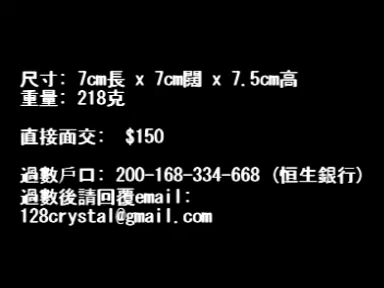 尺寸: 7cm長 x 7cm闊 x 7.5cm高
重量: 218克
直接面交: $150
過數戶口: 200-168-334-668 (恒生銀行)
過數後請回覆email:
128crystal@gmail.com